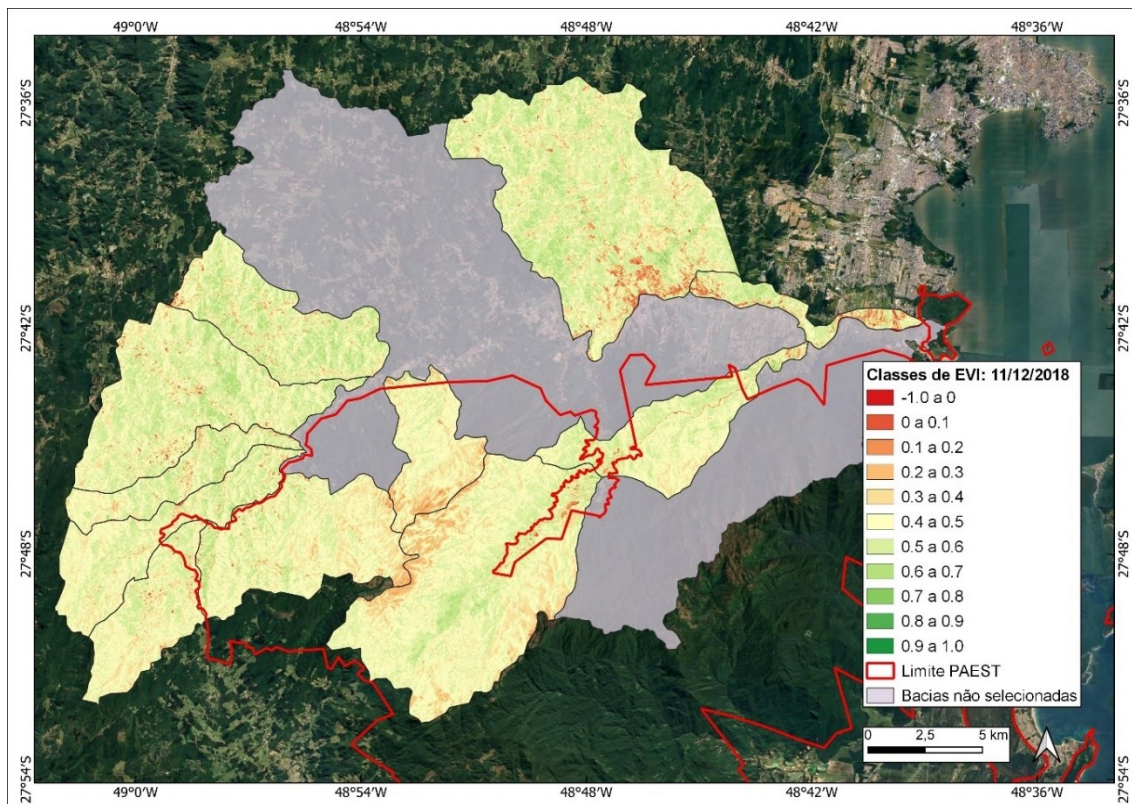 49°0'W 48°54'W 48°48'W 48°42'W 48°36'W
27°36'S 27°36'S
27°42'S 27°42'S
Classes de EVI: 11/12/2018
-1.0 a 0
0 a 0.1
0.1 a 0.2
0.2 a 0.3
0.3 a 0.4
0.4 a 0.5
0.5 a 0.6
0.6 a 0.7
0.7 a 0.8
0.8 a 0.9
0.9 a 1.0
Limite PAEST
Bacias não selecionadas
27°48'S 27°48'S
0 2,5 5 km
27°54'S 27°54'S
49°0'W 48°54'W 48°48'W 48°42'W 48°36'W